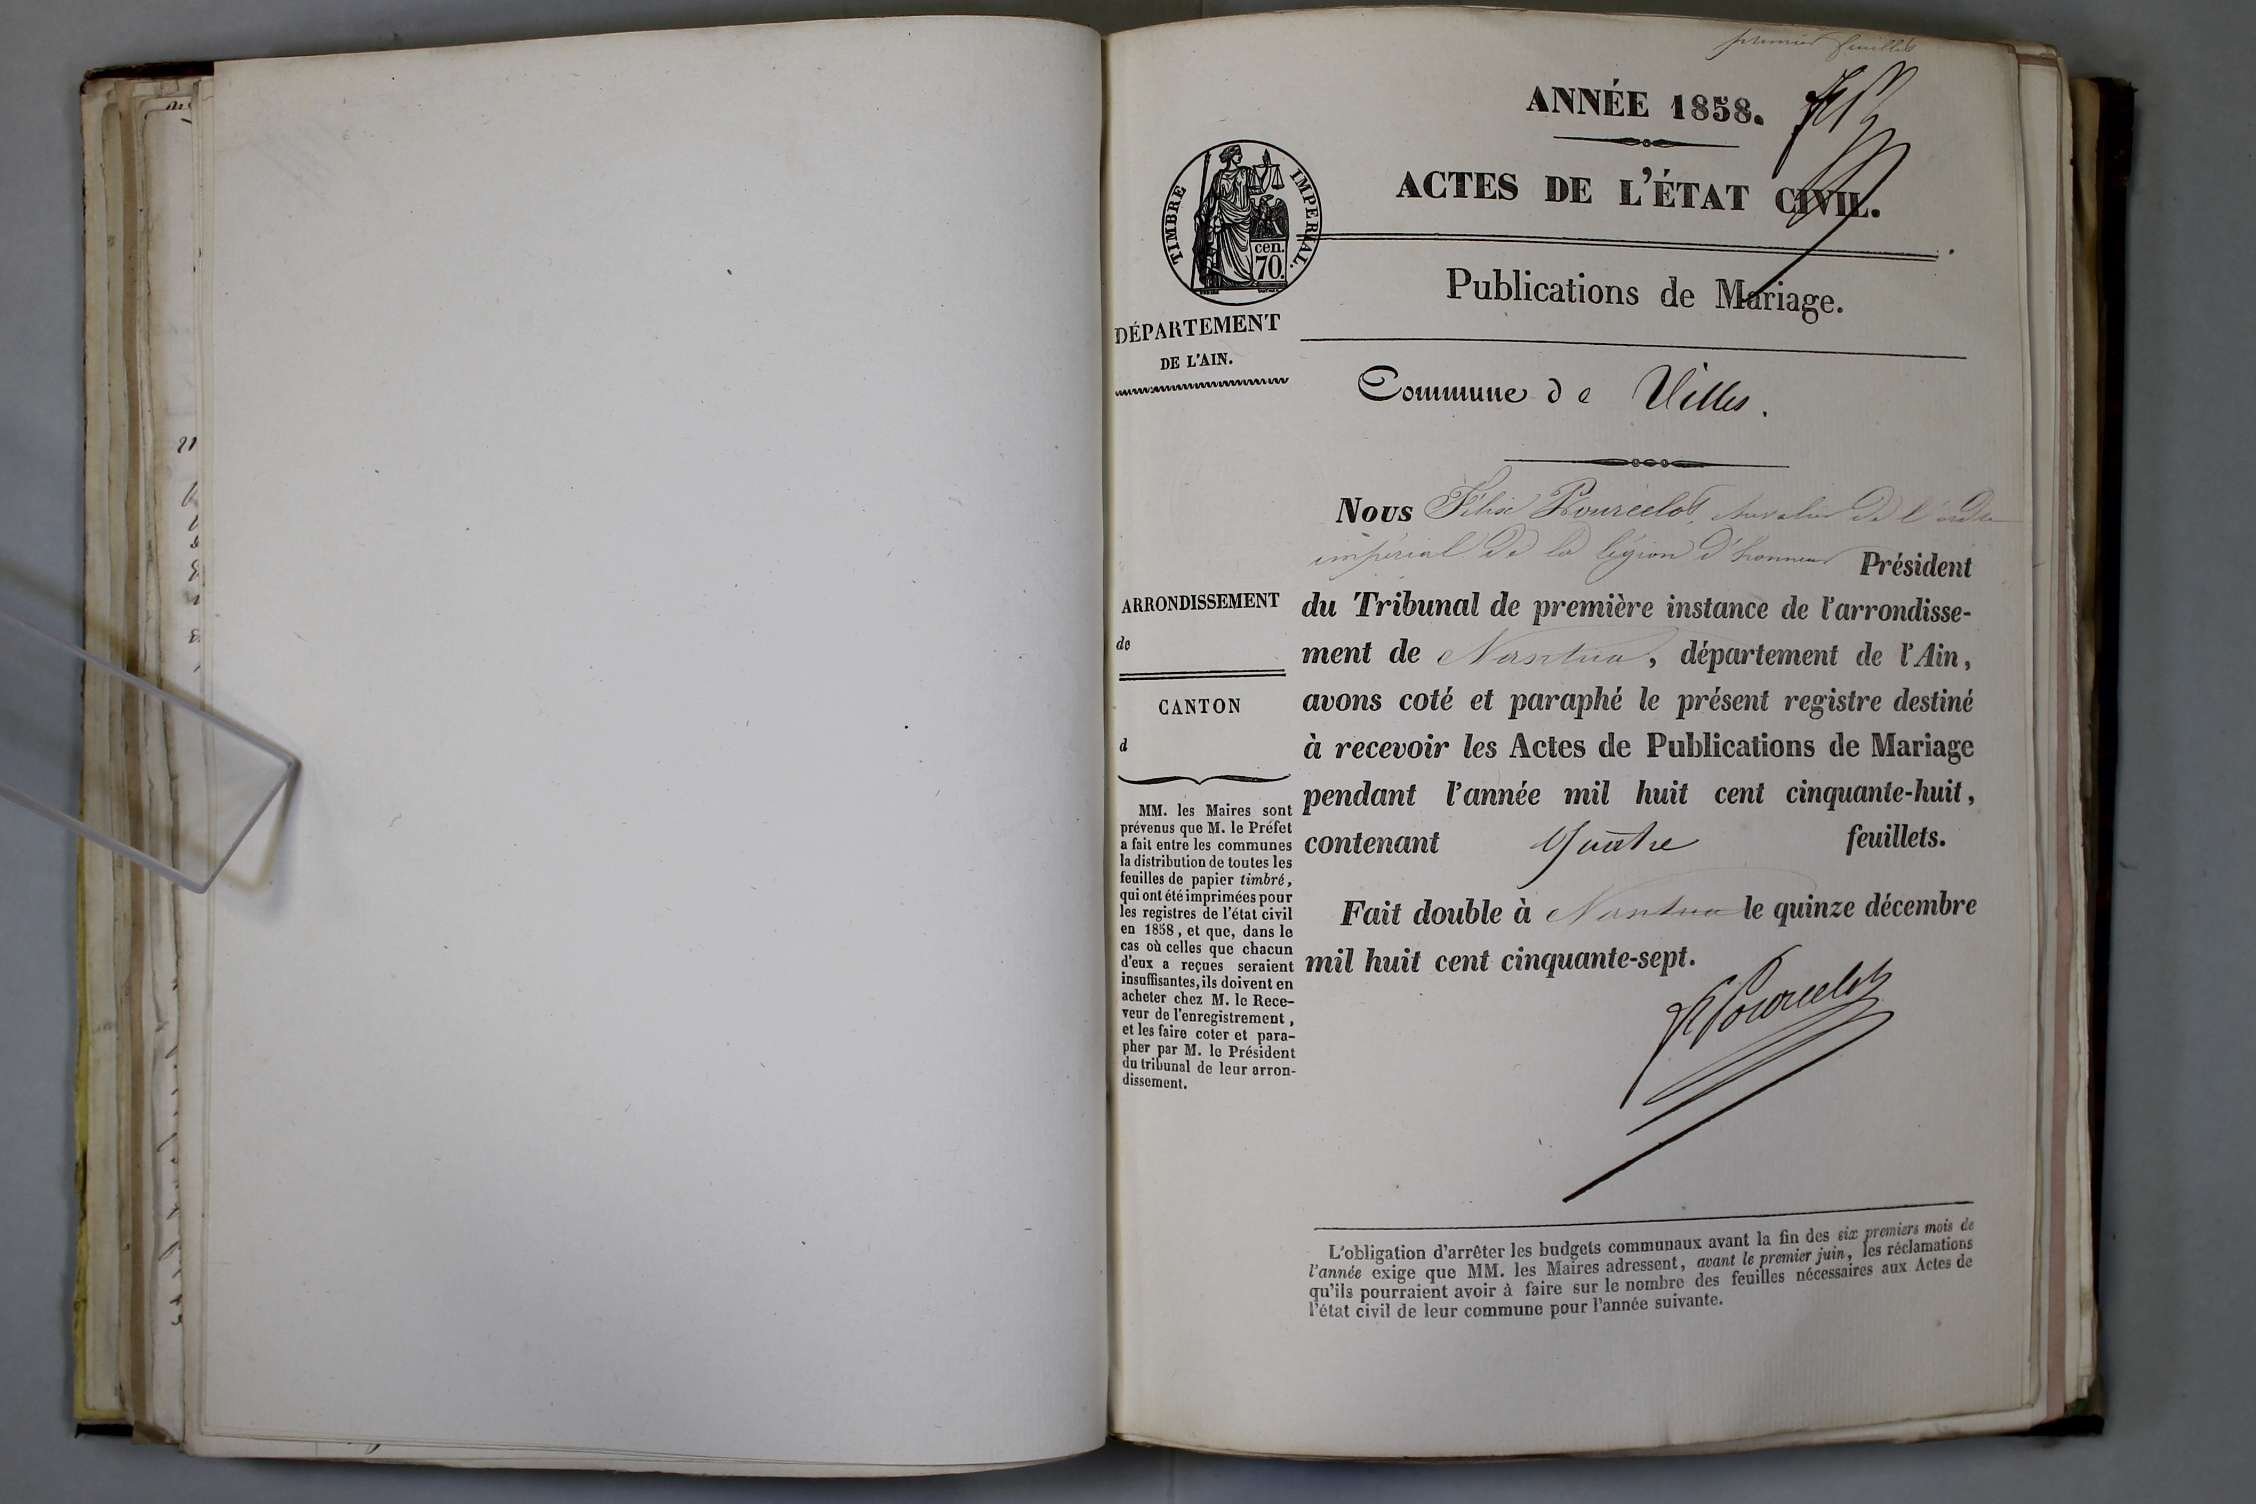 premier feuillet
ANNÉE 1858.
ACTES DE L'ÉTAT CIVIL.
TIMBRE IMPERIAL.
cen.
70.
Publications de Mariage.
DÉPARTEMENT
DE L'AIN.
Commune de Villes.
ARRONDISSEMENT
de
CANTON
d
MM. les Maires sont
prévenus que M. le Préfet
a fait entre les communes
la distribution de toutes les
feuilles de papier timbré,
qui ont été imprimées pour
les registres de l'état civil
en 1858, et que, dans le
cas où celles que chacun
d'eux a reçues seraient
insuffisantes, ils doivent en
acheter chez M. le Rece-
veur de l'enregistrement,
et les faire coter et para-
pher par M. le Président
du tribunal de leur arron-
dissement.
Nous Félix Pourcelot, chevalier de l'ordre
impérial de la légion d'honneur Président
du Tribunal de première instance de l'arrondisse-
ment de Nantua, département de l'Ain,
avons coté et paraphé le présent registre destiné
à recevoir les Actes de Publications de Mariage
pendant l'année mil huit cent cinquante-huit,
contenant quatre feuillets.
Fait double à Nantua le quinze décembre
mil huit cent cinquante-sept.
Pourcelot
L'obligation d'arrêter les budgets communaux avant la fin des six premiers mois de
l'année exige que MM. les Maires adressent, avant le premier juin, les réclamations
qu'ils pourraient avoir à faire sur le nombre des feuilles nécessaires aux Actes de
l'état civil de leur commune pour l'année suivante.